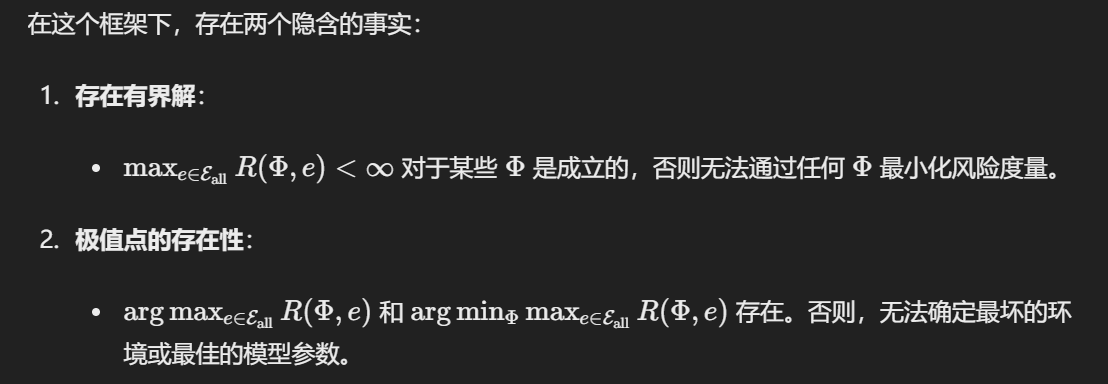 在这个框架下，存在两个隐含的事实：
1. 存在有界解：
• $\max_{e \in \mathcal{E}_{\text{all}}} R(\Phi, e) < \infty$ 对于某些 $\Phi$ 是成立的，否则无法通过任何 $\Phi$ 最小化风险度量。
2. 极值点的存在性：
• $\arg\max_{e \in \mathcal{E}_{\text{all}}} R(\Phi, e)$ 和 $\arg\min_{\Phi} \max_{e \in \mathcal{E}_{\text{all}}} R(\Phi, e)$ 存在。否则，无法确定最坏的环
境或最佳的模型参数。